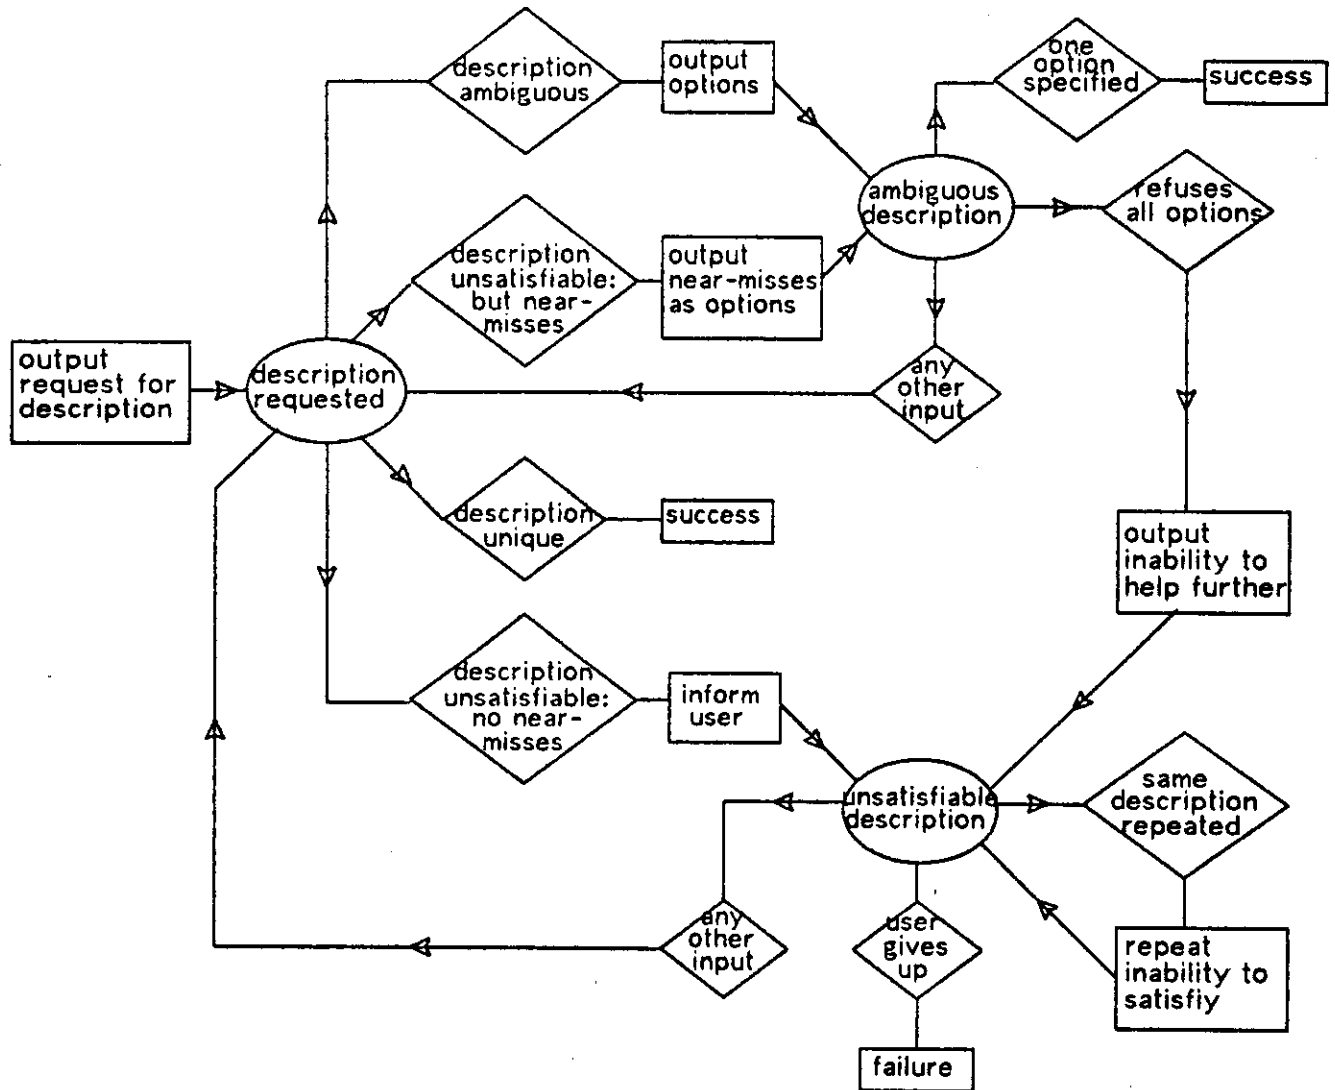 description
ambiguous
output
options
one
option
specified
success
ambiguous
description
refuses
all options
description
unsatisfiable:
but near-
misses
output
near-misses
as options
output
request for
description
description
requested
any
other
input
description
unique
success
output
inability to
help further
description
unsatisfiable:
no near-
misses
inform
user
unsatisfiable
description
same
description
repeated
any
other
input
user
gives
up
repeat
inability to
satisfiy
failure